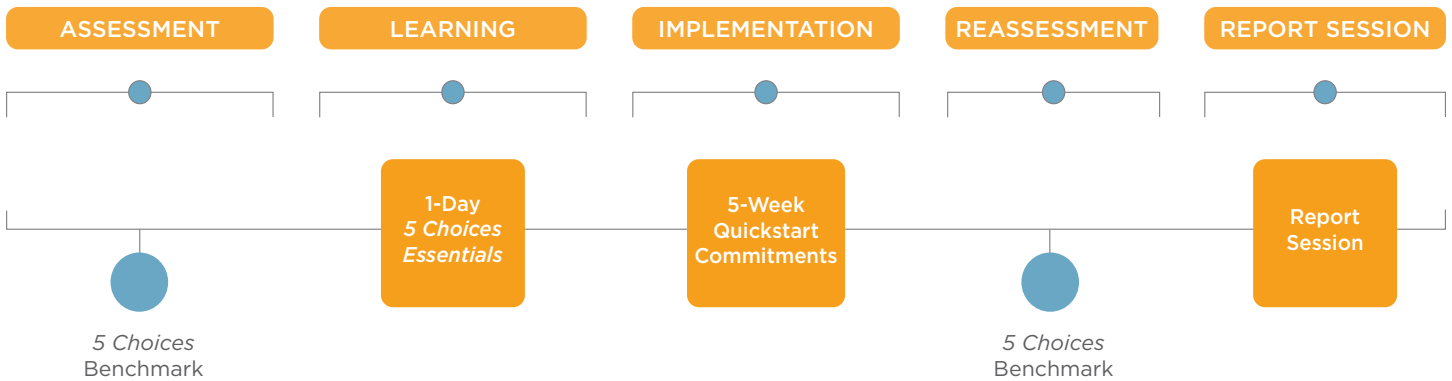 ASSESSMENT
LEARNING
IMPLEMENTATION
REASSESSMENT
REPORT SESSION
1-Day
5 Choices
Essentials
5-Week
Quickstart
Commitments
Report
Session
5 Choices
Benchmark
5 Choices
Benchmark